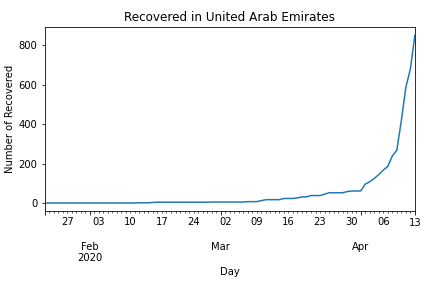 Recovered in United Arab Emirates
Number of Recovered
800
600
400
200
0
27 03 10 17 24 02 09 16 23 30 06 13
Feb Mar Apr
2020
Day